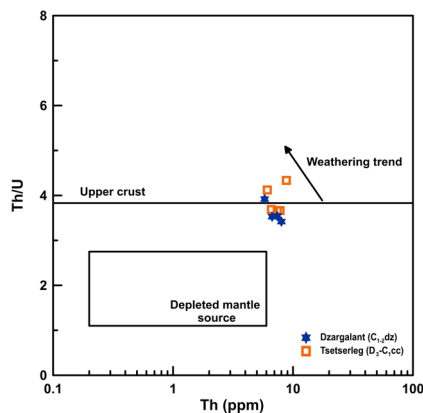 8
6
4
2
0
Th/U
Upper crust
Weathering trend
Depleted mantle
source
Dzargalant (C₁₋₂dz)
Tsetserleg (D₃-C₁cc)
0.1
1
10
100
Th (ppm)